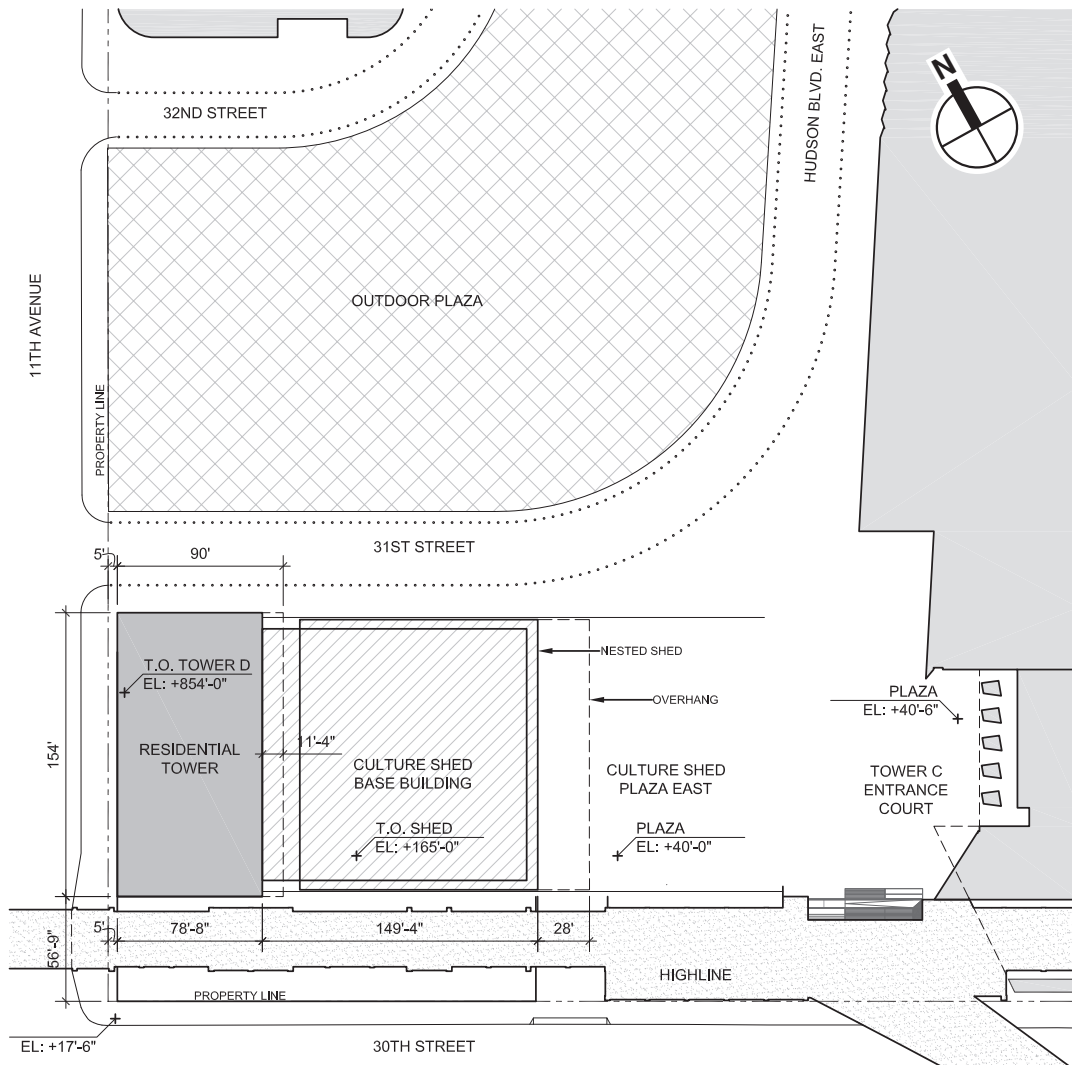 N
32ND STREET
HUDSON BLVD. EAST
11TH AVENUE
OUTDOOR PLAZA
PROPERTY LINE
31ST STREET
5'
90'
NESTED SHED
T.O. TOWER D
EL: +854'-0"
OVERHANG
PLAZA
EL: +40'-6"
154'
RESIDENTIAL
TOWER
11'-4"
CULTURE SHED
BASE BUILDING
CULTURE SHED
PLAZA EAST
TOWER C
ENTRANCE
COURT
T.O. SHED
EL: +165'-0"
PLAZA
EL: +40'-0"
56'-9"
5'
78'-8"
149'-4"
28'
HIGHLINE
PROPERTY LINE
EL: +17'-6"
30TH STREET